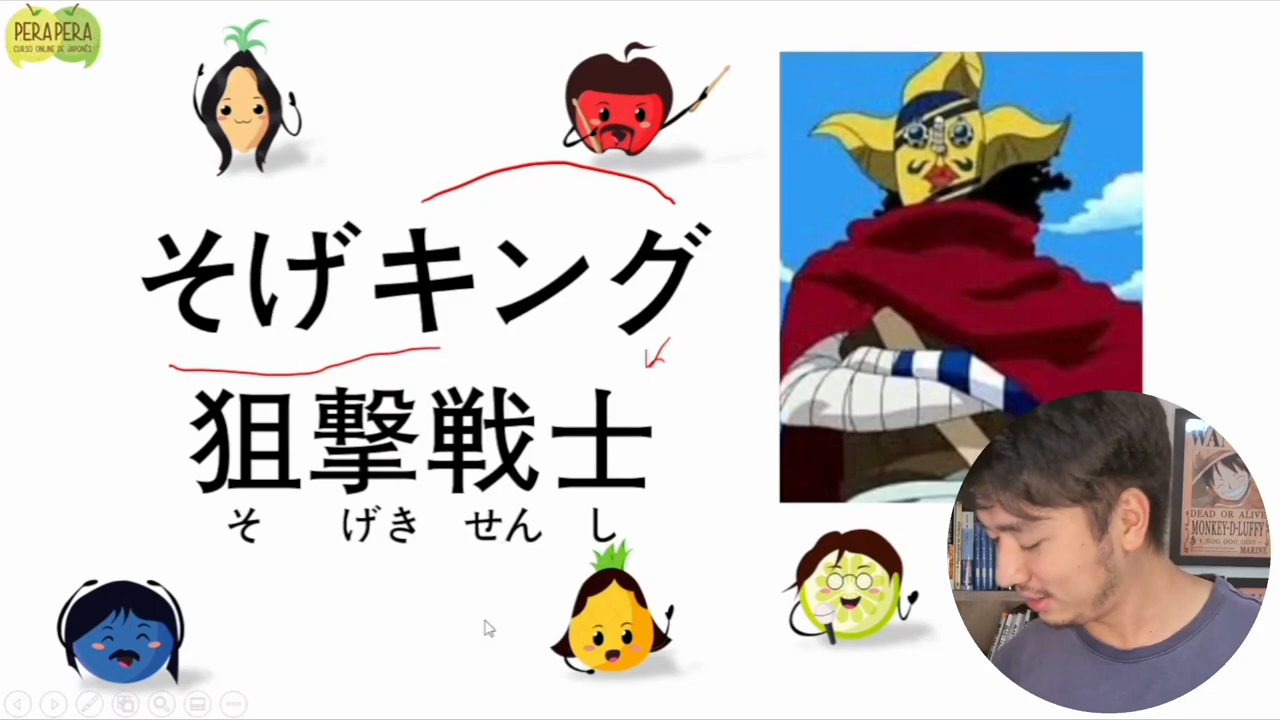 PERA PERA
CURSO ONLINE DE JAPONÊS
そげキング
狙撃戦士
そ げき せん し
WAN
DEAD OR ALIVE
MONKEY·D·LUFFY
MARINE